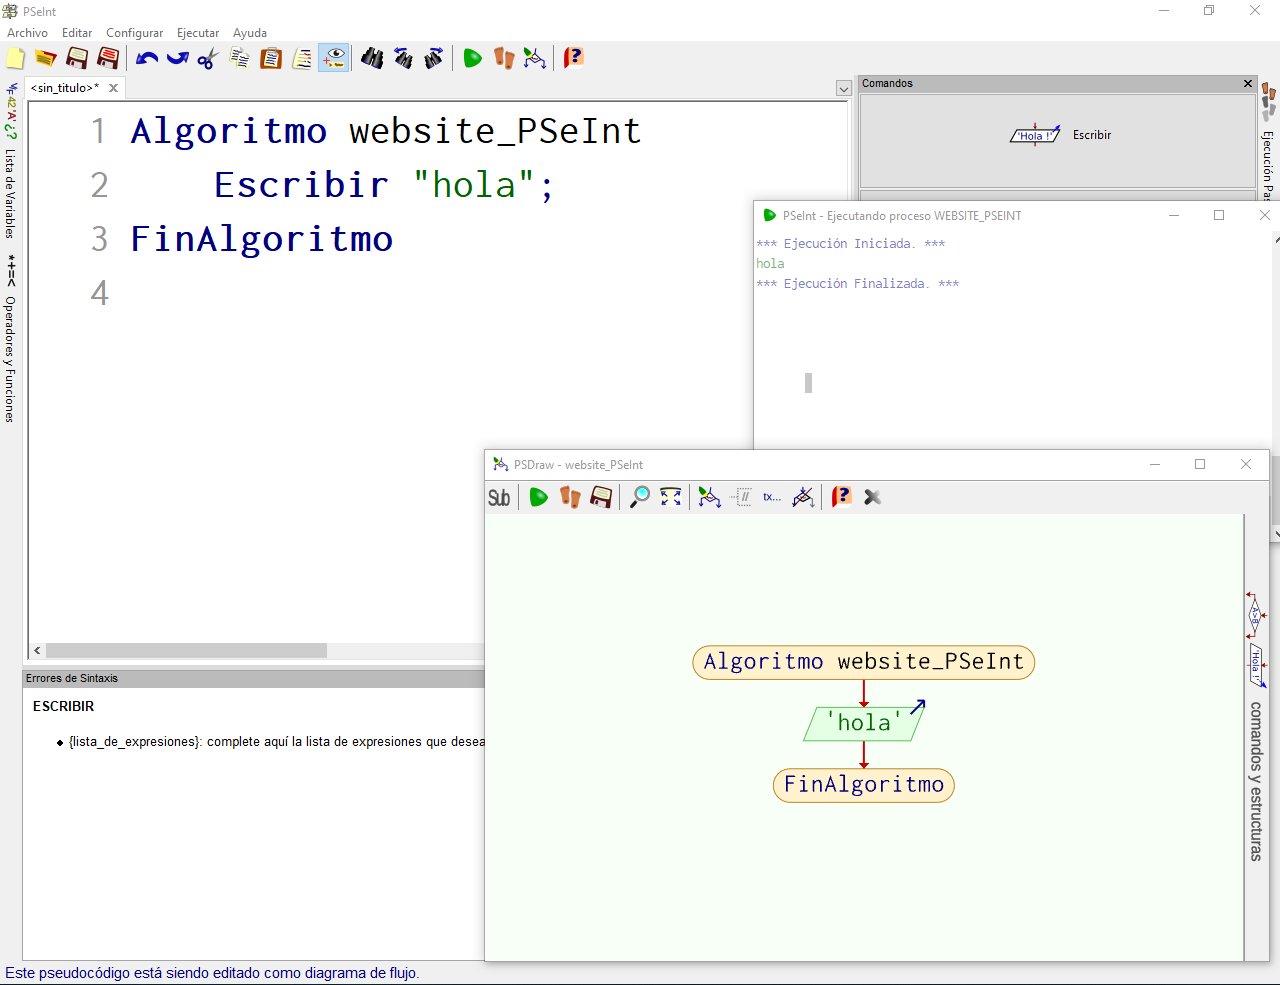 PSeInt
Archivo Editar Configurar Ejecutar Ayuda
<sin_titulo>*
Comandos
1 Algoritmo website_PSeInt
2 Escribir "hola";
3 FinAlgoritmo
4
'Hola !' Escribir
42 'A' ¿?
Lista de Variables
*+=<
Operadores y Funciones
Ejecución Pas
PSeInt - Ejecutando proceso WEBSITE_PSEINT
*** Ejecución Iniciada. ***
hola
*** Ejecución Finalizada. ***
PSDraw - website_PSeInt
Sub
//
tx...
Algoritmo website_PSeInt
'hola'
FinAlgoritmo
A>B
'Hola !'
comandos y estructuras
Errores de Sintaxis
ESCRIBIR
{lista_de_expresiones}: complete aquí la lista de expresiones que desea
Este pseudocódigo está siendo editado como diagrama de flujo.